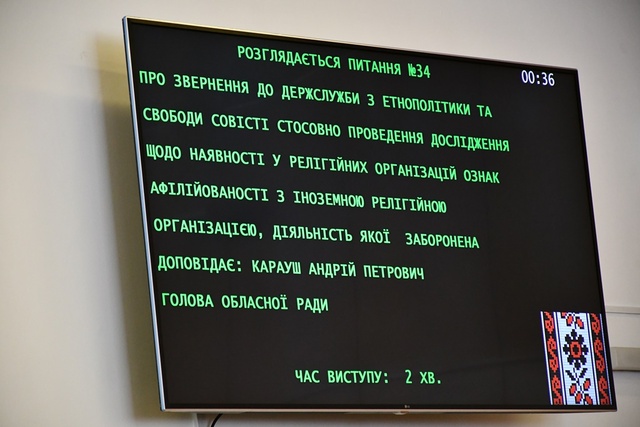 РОЗГЛЯДАЄТЬСЯ ПИТАННЯ №34
00:36
ПРО ЗВЕРНЕННЯ ДО ДЕРЖСЛУЖБИ З ЕТНОПОЛІТИКИ ТА
СВОБОДИ СОВІСТІ СТОСОВНО ПРОВЕДЕННЯ ДОСЛІДЖЕННЯ
ЩОДО НАЯВНОСТІ У РЕЛІГІЙНИХ ОРГАНІЗАЦІЙ ОЗНАК
АФІЛІЙОВАНОСТІ З ІНОЗЕМНОЮ РЕЛІГІЙНОЮ
ОРГАНІЗАЦІЄЮ, ДІЯЛЬНІСТЬ ЯКОЇ ЗАБОРОНЕНА
ДОПОВІДАЄ: КАРАУШ АНДРІЙ ПЕТРОВИЧ
ГОЛОВА ОБЛАСНОЇ РАДИ
ЧАС ВИСТУПУ: 2 ХВ.